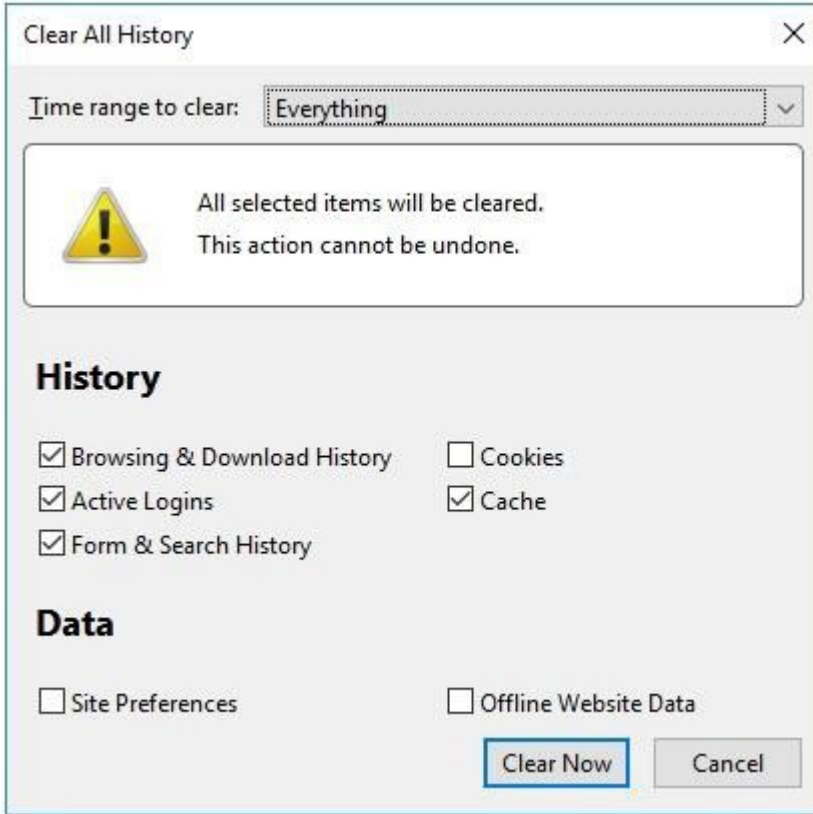 Clear All History
Time range to clear: Everything
All selected items will be cleared.
This action cannot be undone.
History
Browsing & Download History Cookies
Active Logins Cache
Form & Search History
Data
Site Preferences Offline Website Data
Clear Now Cancel